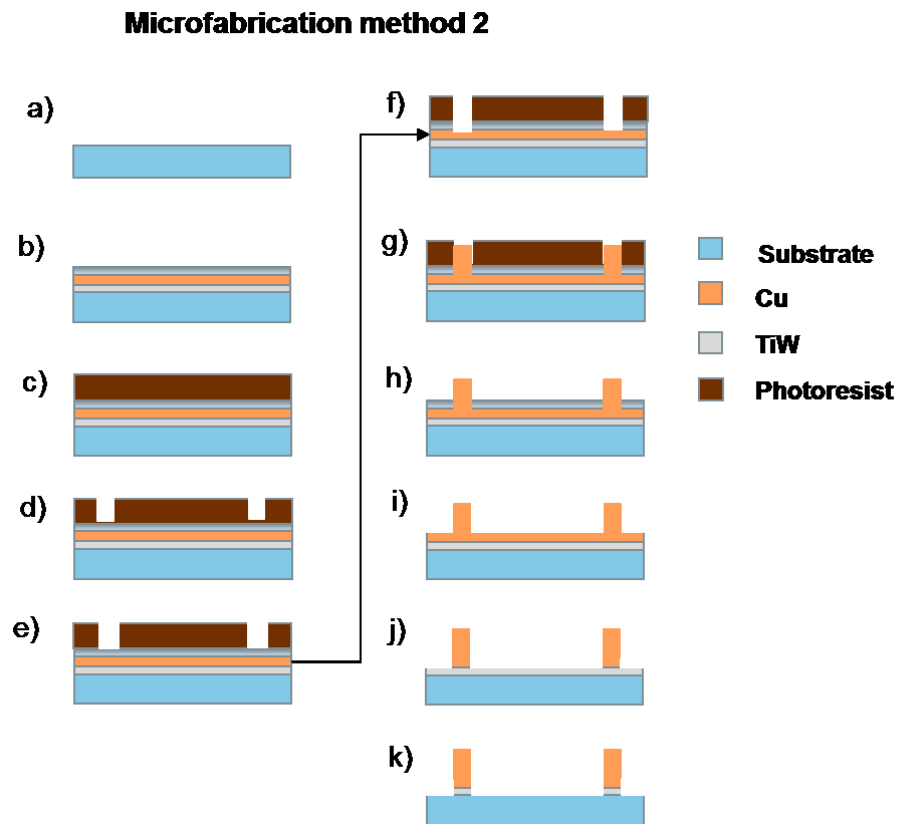 Microfabrication method 2
a)
b)
c)
d)
e)
f)
g)
h)
i)
j)
k)
Substrate
Cu
TiW
Photoresist